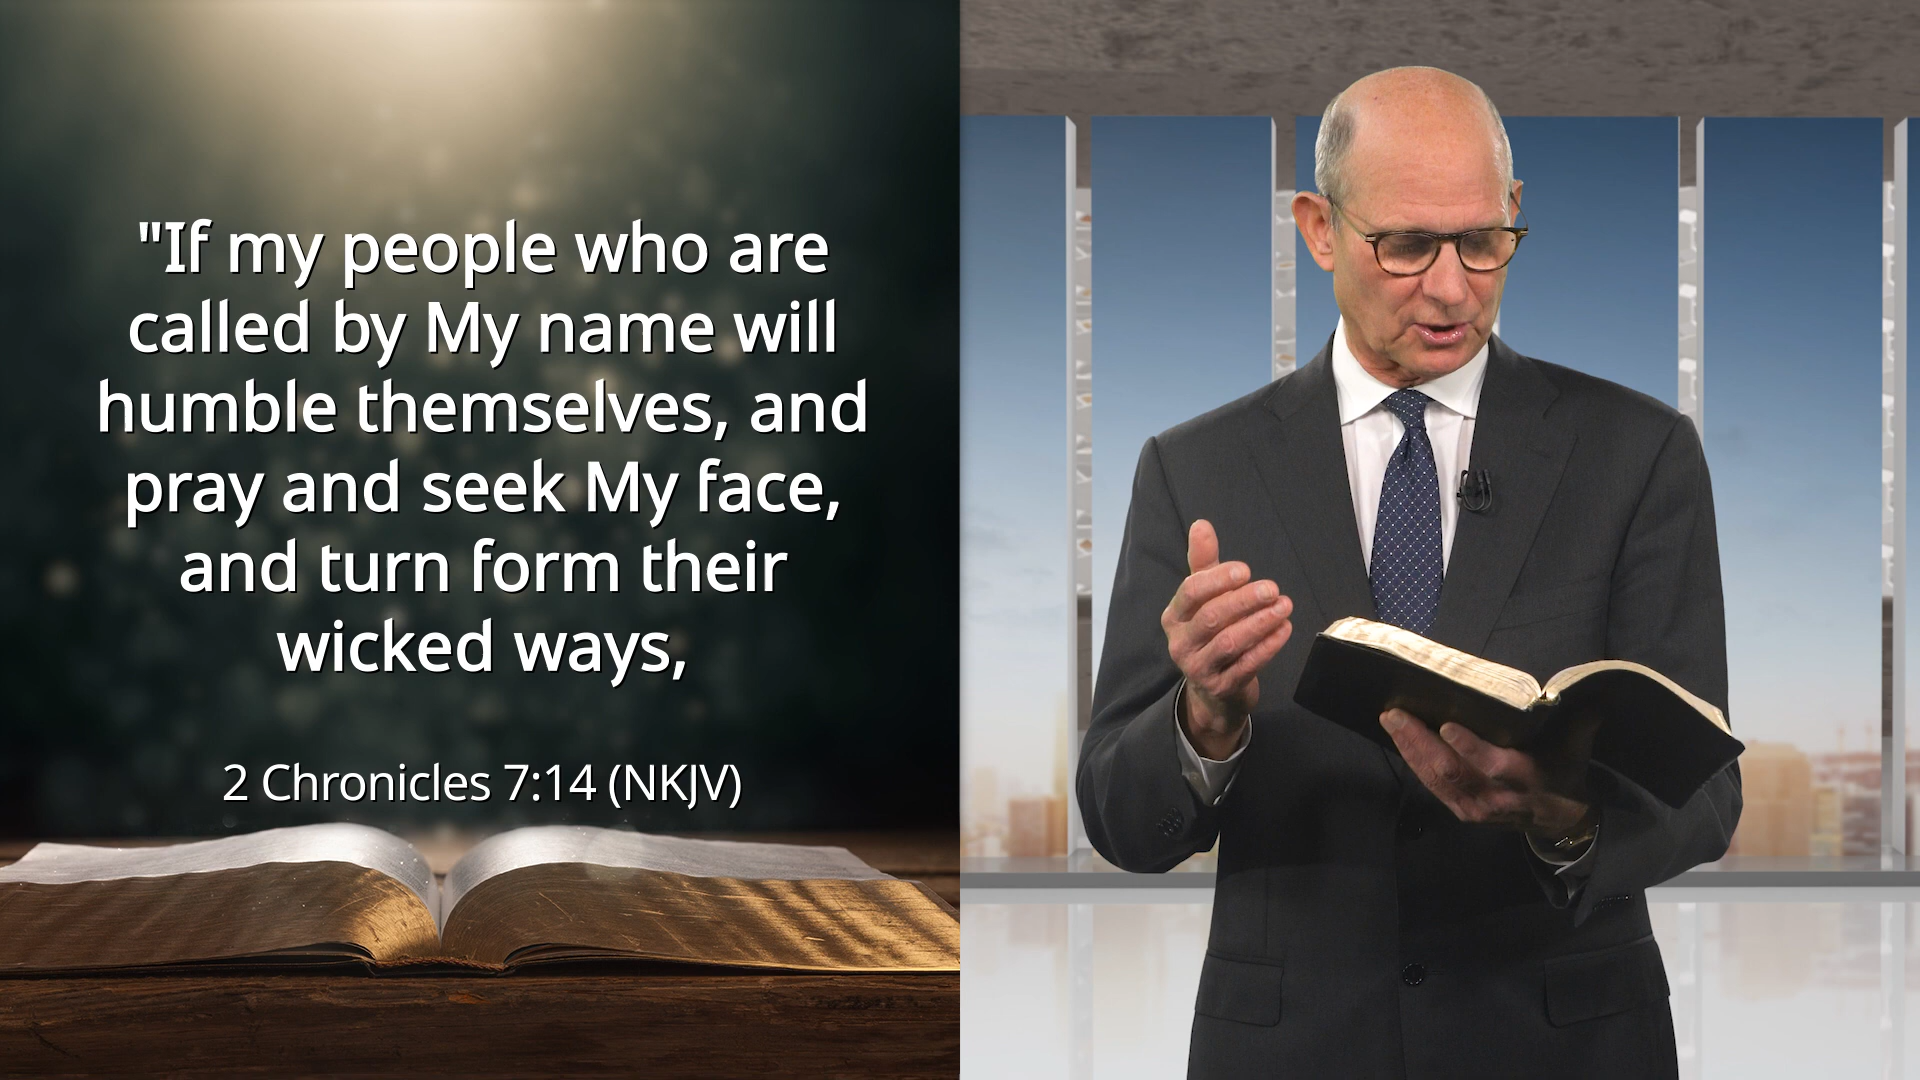 "If my people who are
called by My name will
humble themselves, and
pray and seek My face,
and turn form their
wicked ways,
2 Chronicles 7:14 (NKJV)